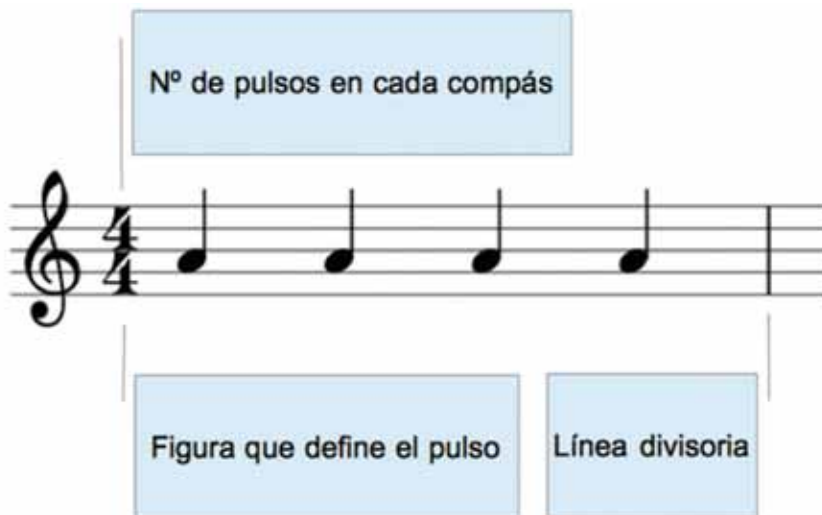 Nº de pulsos en cada compás
4
4
Figura que define el pulso
Línea divisoria